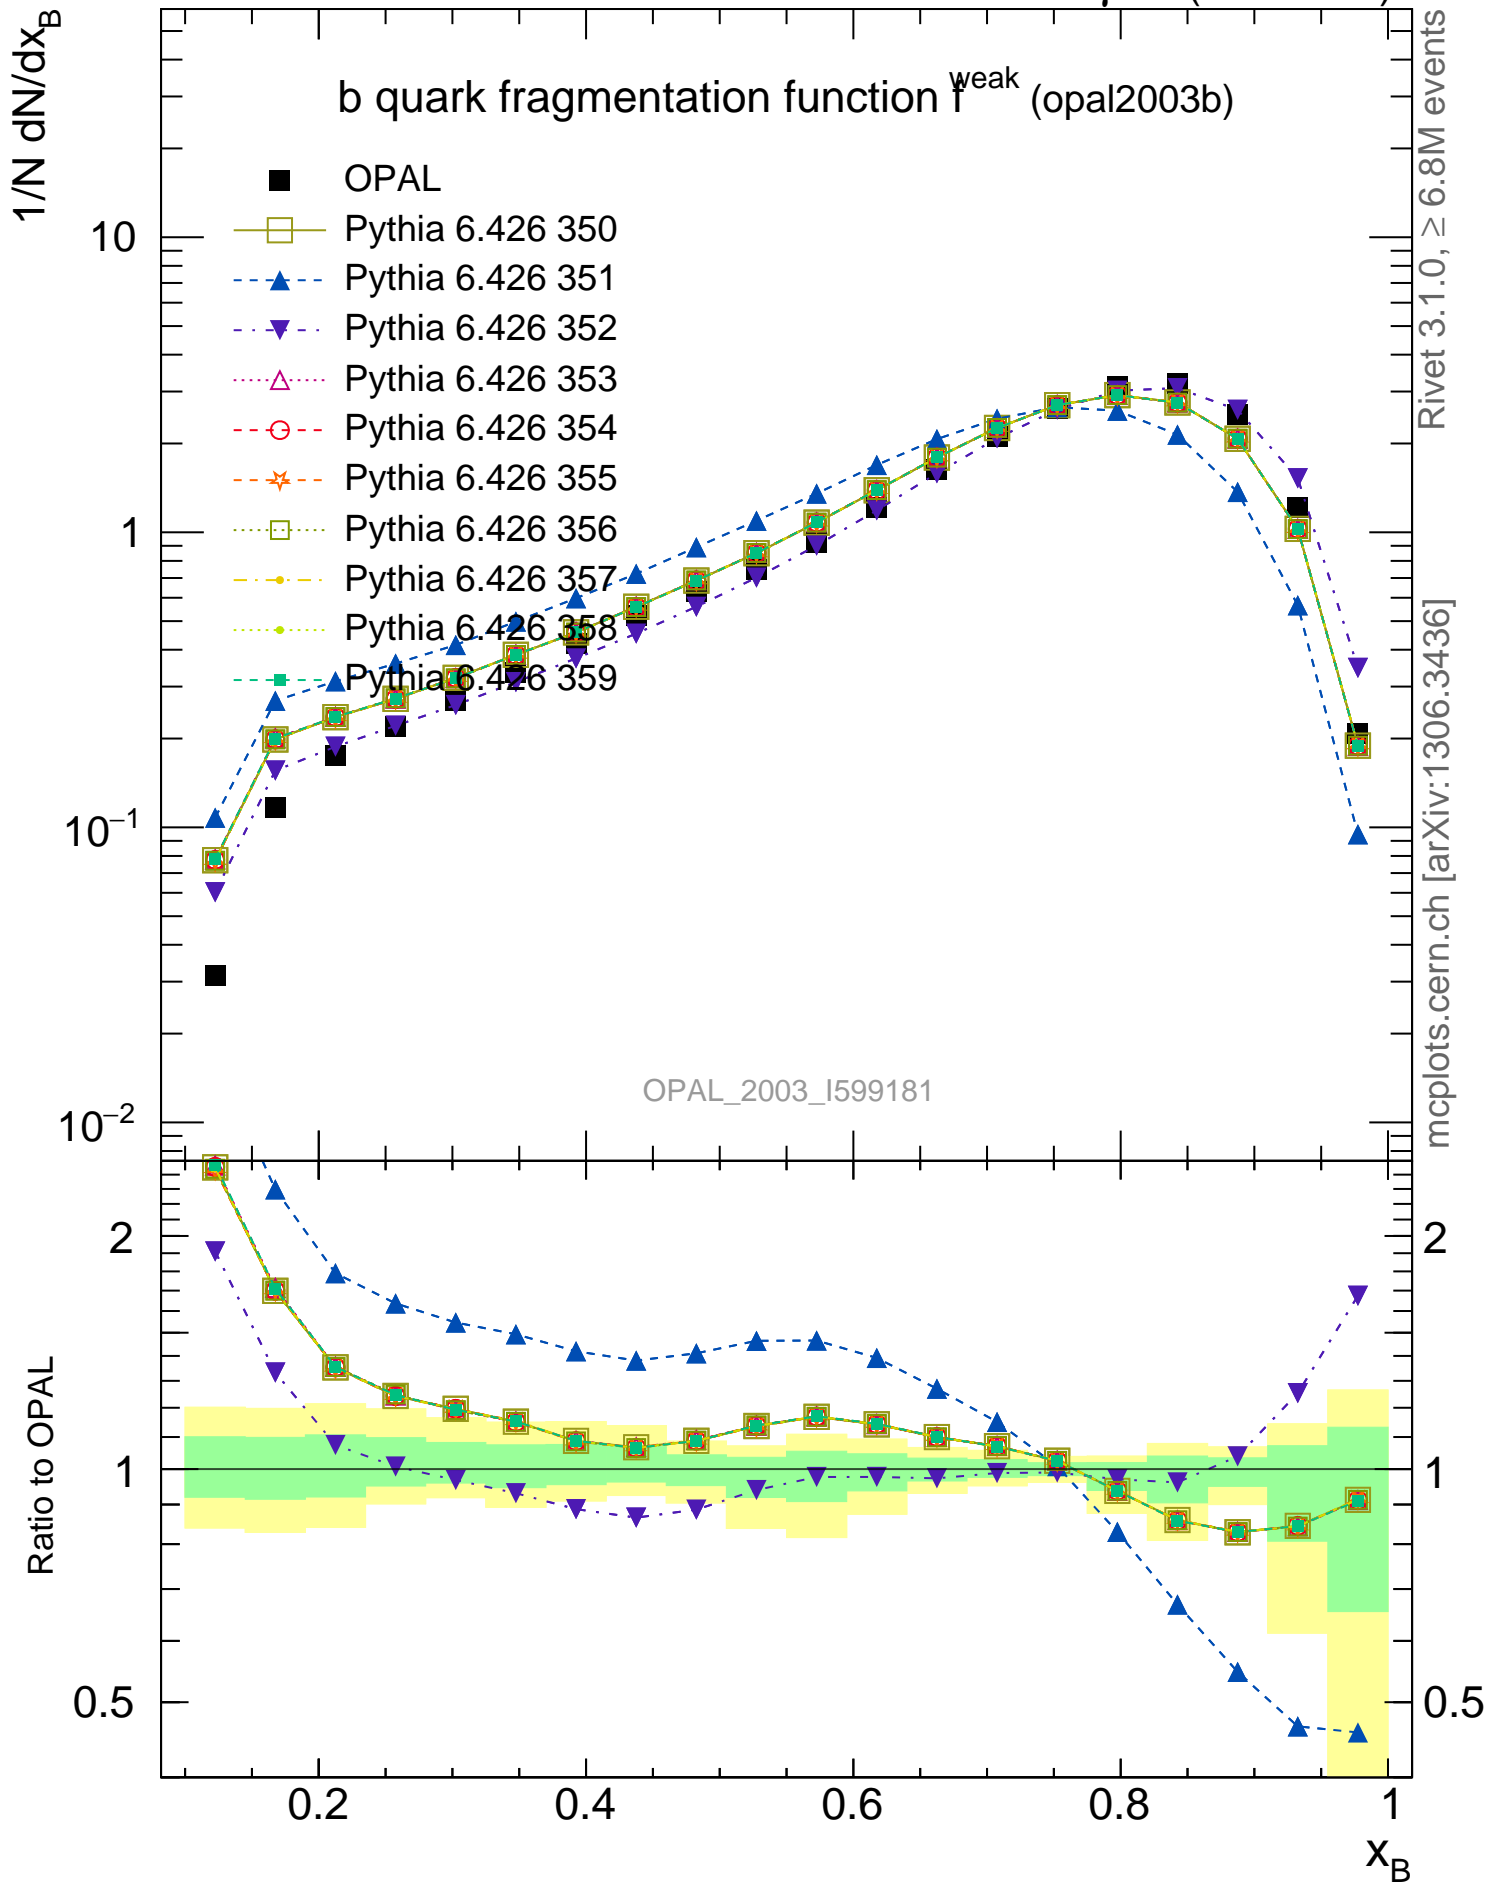 b quark fragmentation function f^weak (opal2003b)
1/N dN/dx_B
OPAL
Pythia 6.426 350
Pythia 6.426 351
Pythia 6.426 352
Pythia 6.426 353
Pythia 6.426 354
Pythia 6.426 355
Pythia 6.426 356
Pythia 6.426 357
Pythia 6.426 358
Pythia 6.426 359
10
1
10^−1
10^−2
OPAL_2003_I599181
Rivet 3.1.0, ≥ 6.8M events
mcplots.cern.ch [arXiv:1306.3436]
Ratio to OPAL
2
1
0.5
2
1
0.5
0.2
0.4
0.6
0.8
1
x_B